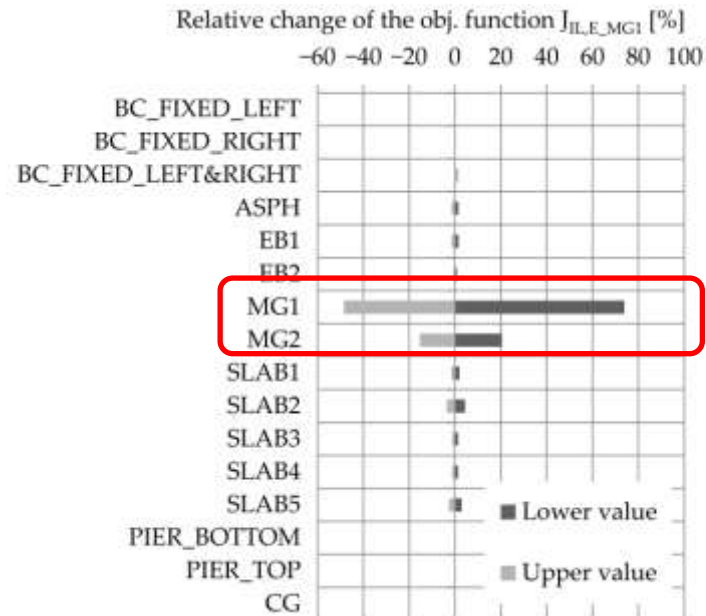 Relative change of the obj. function J_IL,E_MG1 [%]
−60 −40 −20 0 20 40 60 80 100
BC_FIXED_LEFT
BC_FIXED_RIGHT
BC_FIXED_LEFT&RIGHT
ASPH
EB1
EB2
MG1
MG2
SLAB1
SLAB2
SLAB3
SLAB4
SLAB5
Lower value
PIER_BOTTOM
PIER_TOP
Upper value
CG